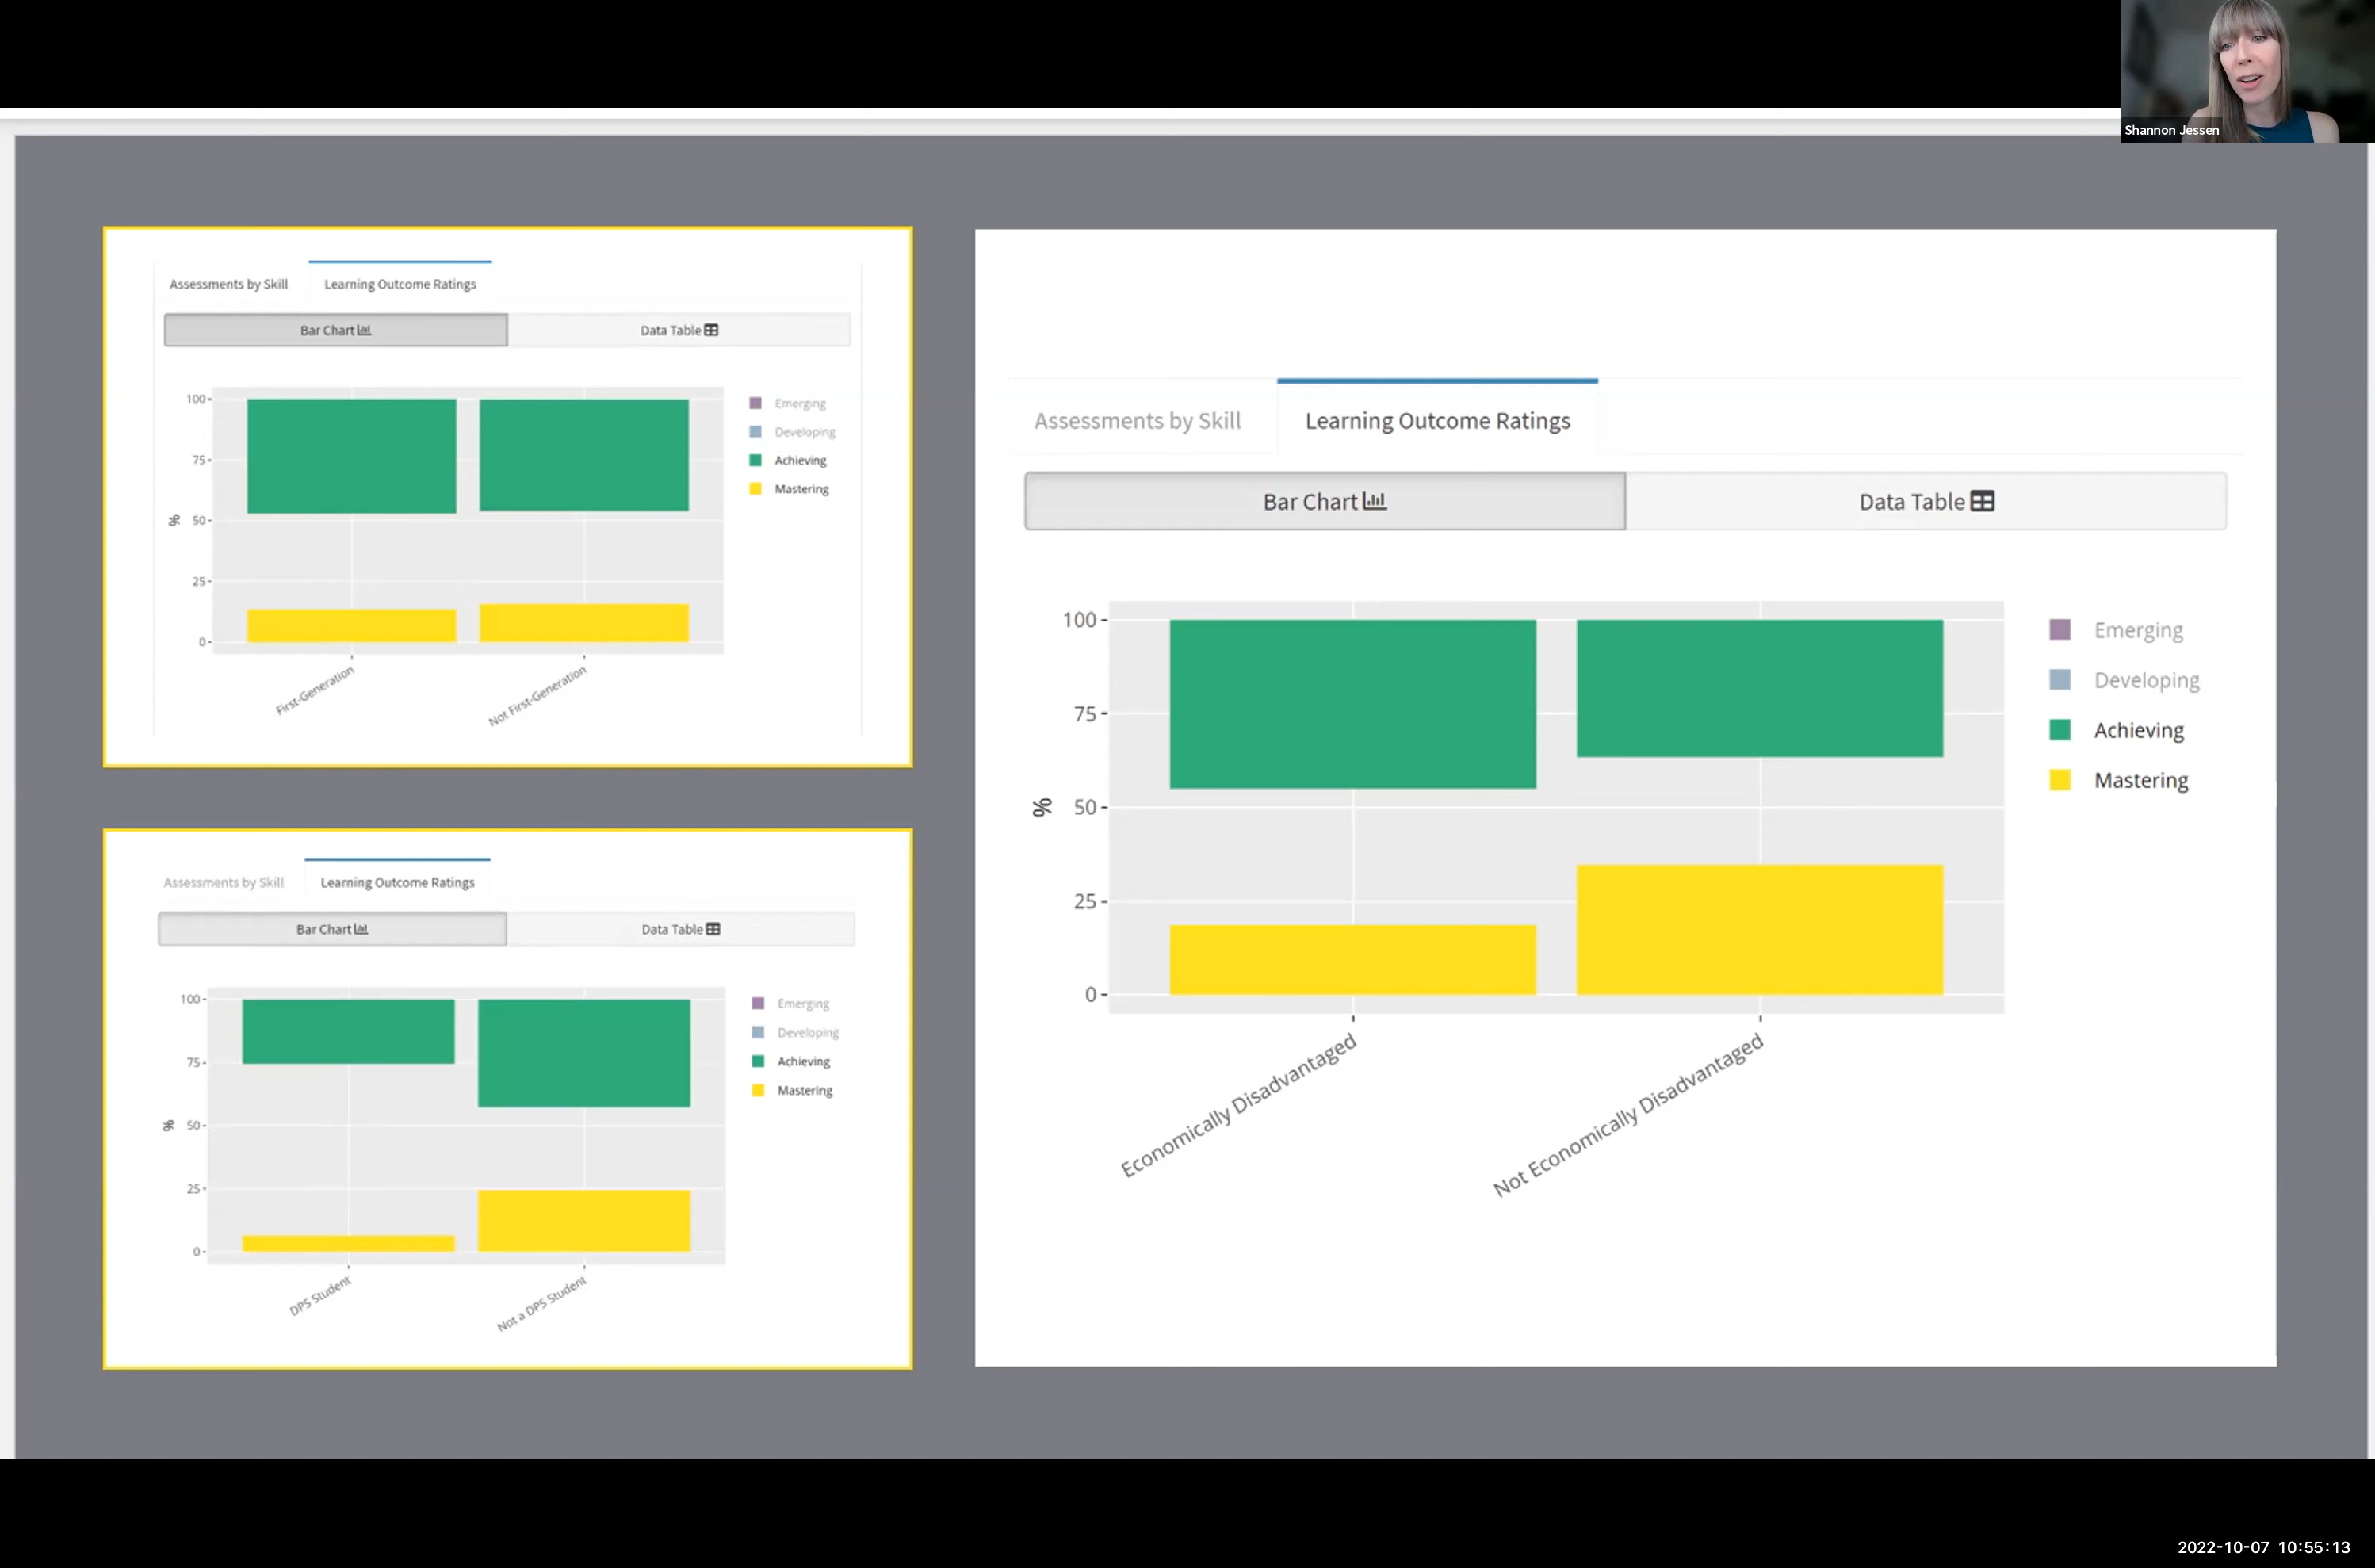 Shannon Jessen
Assessments by Skill Learning Outcome Ratings
Bar Chart Data Table
100
75
% 50
25
0
First-Generation Not First-Generation
Emerging
Developing
Achieving
Mastering
Assessments by Skill Learning Outcome Ratings
Bar Chart Data Table
100
75
% 50
25
0
DPS Student Not a DPS Student
Emerging
Developing
Achieving
Mastering
Assessments by Skill Learning Outcome Ratings
Bar Chart Data Table
100
75
% 50
25
0
Economically Disadvantaged Not Economically Disadvantaged
Emerging
Developing
Achieving
Mastering
2022-10-07 10:55:13